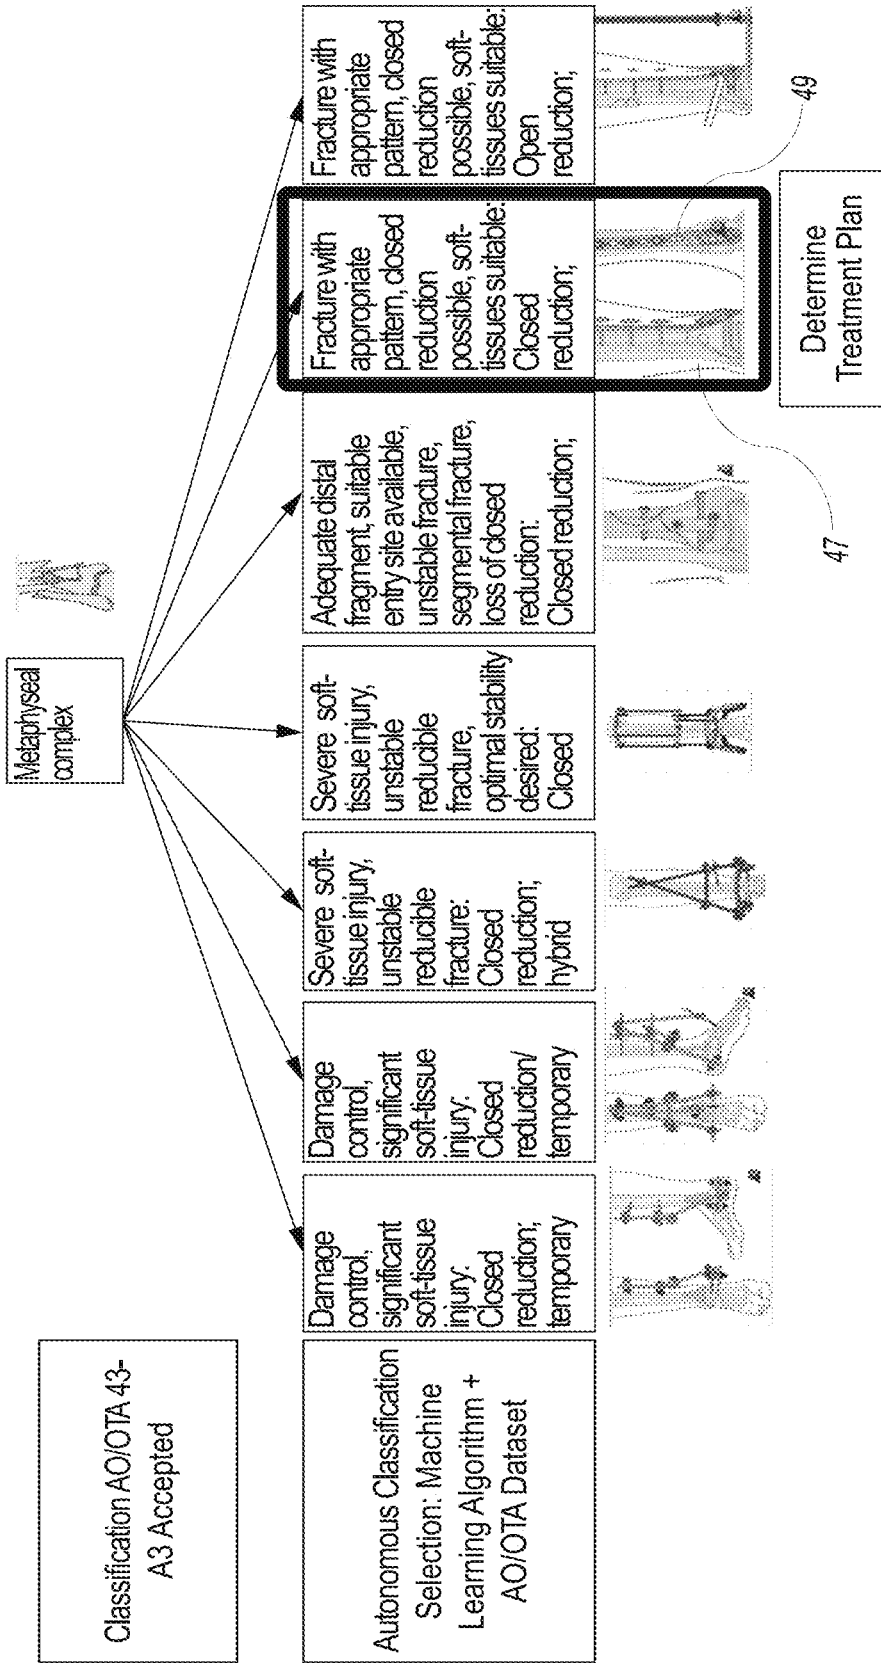 Classification AO/OTA 43-
A3 Accepted
Metaphyseal
complex
Autonomous Classification
Selection: Machine
Learning Algorithm +
AO/OTA Dataset
Damage
control,
significant
soft-tissue
injury:
Closed
reduction;
temporary
Damage
control,
significant
soft-tissue
injury:
Closed
reduction/
temporary
Severe soft-
tissue injury,
unstable
reducible
fracture:
Closed
reduction;
hybrid
Severe soft-
tissue injury,
unstable
reducible
fracture,
optimal stability
desired:
Closed
Adequate distal
fragment, suitable
entry site available,
unstable fracture,
segmental fracture,
loss of closed
reduction:
Closed reduction;
Fracture with
appropriate
pattern, closed
reduction
possible, soft-
tissues suitable:
Closed
reduction;
Fracture with
appropriate
pattern, closed
reduction
possible, soft-
tissues suitable:
Open
reduction;
47
49
Determine
Treatment Plan